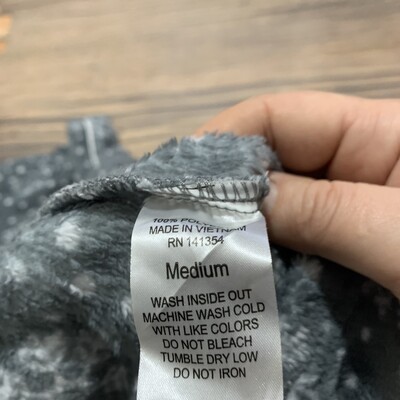 100%
MADE IN VIETNAM
RN 141354
Medium
WASH INSIDE OUT
MACHINE WASH COLD
WITH LIKE COLORS
DO NOT BLEACH
TUMBLE DRY LOW
DO NOT IRON